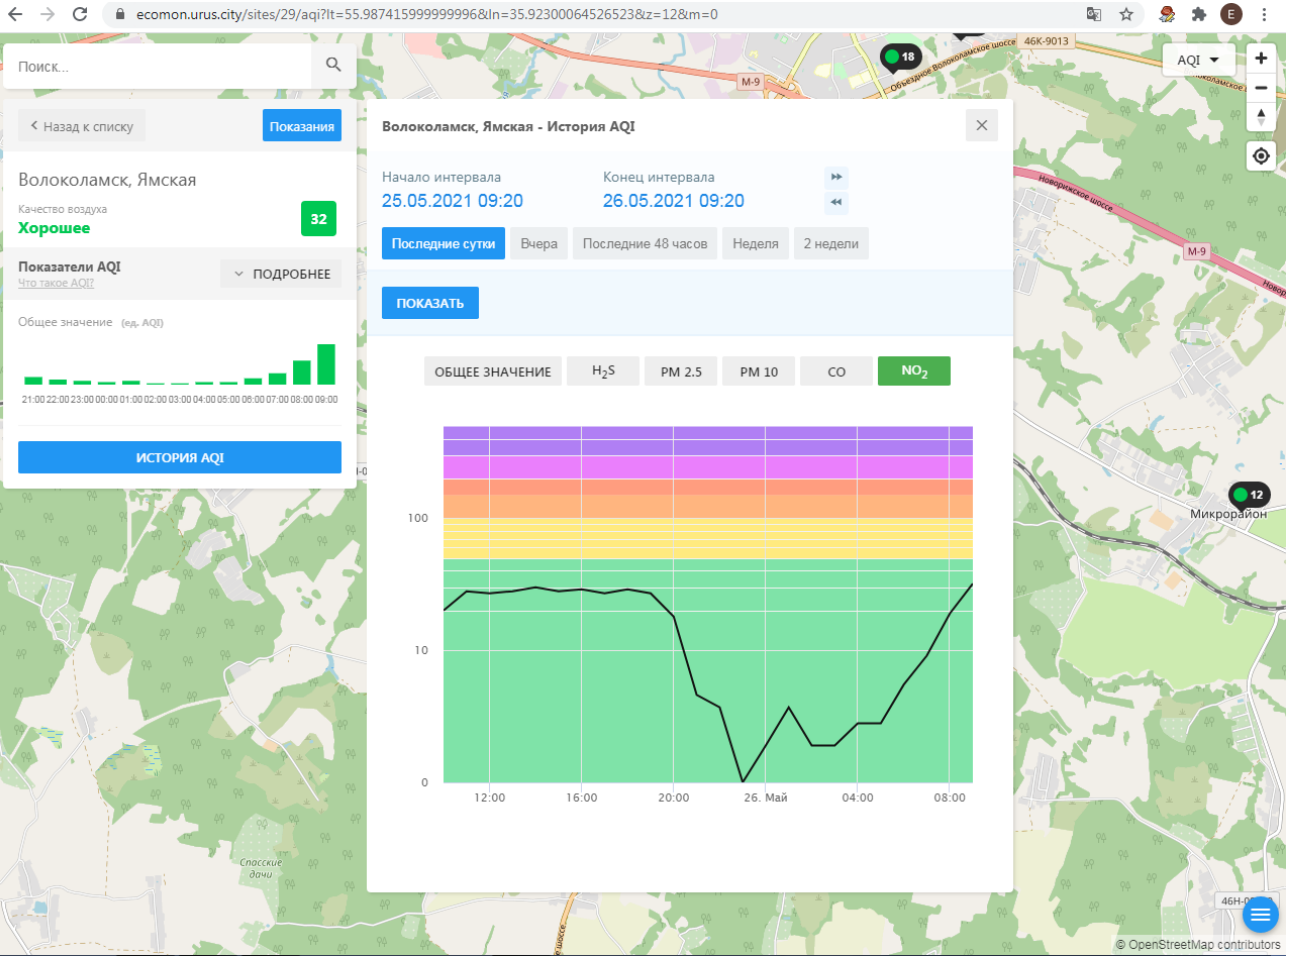 ecomon.urus.city/sites/29/aqi?lt=55.987415999999996&ln=35.92300064526523&z=12&m=0
E
Поиск...
46К-9013
18
Объездное Волоколамское шоссе
М-9
AQI
Назад к списку
Показания
Волоколамск, Ямская - История AQI
Волоколамск, Ямская
Качество воздуха
Хорошее
32
Начало интервала
Конец интервала
25.05.2021 09:20
26.05.2021 09:20
Последние сутки
Вчера
Последние 48 часов
Неделя
2 недели
Новорижское шоссе
М-9
Показатели AQI
Что такое AQI?
ПОДРОБНЕЕ
ПОКАЗАТЬ
Общее значение (ед. AQI)
21:00 22:00 23:00 00:00 01:00 02:00 03:00 04:00 05:00 06:00 07:00 08:00 09:00
ИСТОРИЯ AQI
ОБЩЕЕ ЗНАЧЕНИЕ
H2S
PM 2.5
PM 10
CO
NO2
100
10
0
12:00
16:00
20:00
26. Май
04:00
08:00
12
Микрорайон
Спасские
дачи
© OpenStreetMap contributors